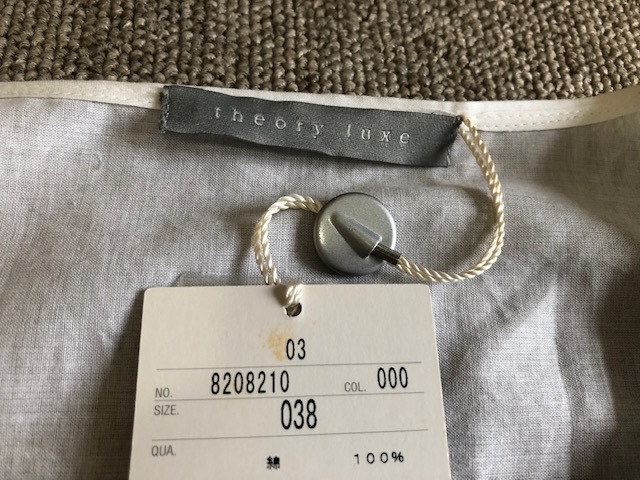 theory luxe
03
NO. 8208210 COL. 000
SIZE. 038
QUA.
綿 100%